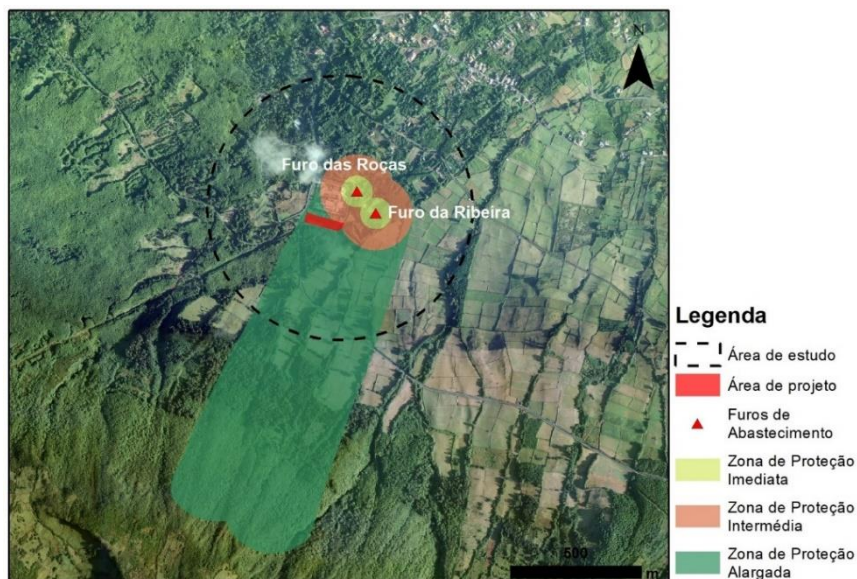 N
Furo das Roças
Furo da Ribeira
500
m
Legenda
Área de estudo
Área de projeto
Furos de
Abastecimento
Zona de Proteção
Imediata
Zona de Proteção
Intermédia
Zona de Proteção
Alargada